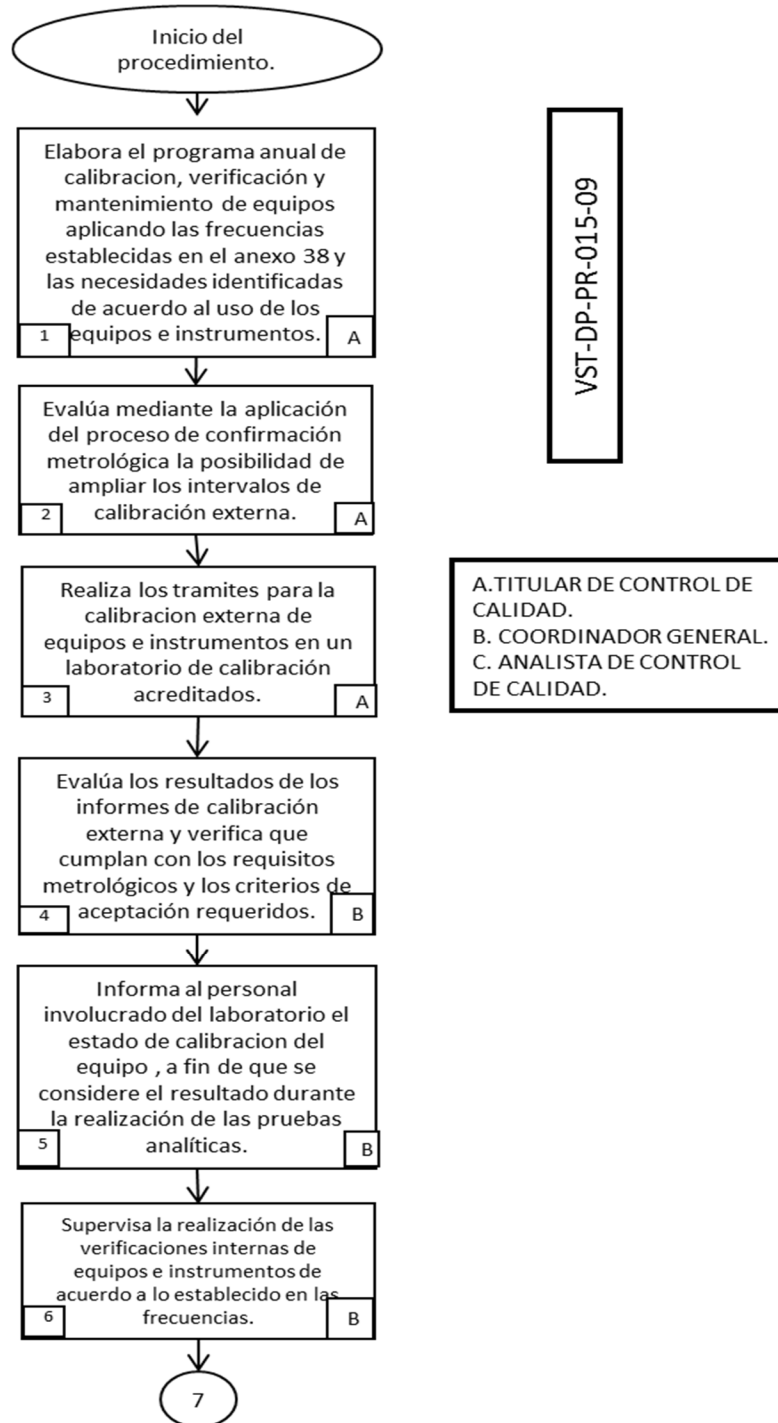 Inicio del
procedimiento.
Elabora el programa anual de
calibracion, verificación y
mantenimiento de equipos
aplicando las frecuencias
establecidas en el anexo 38 y
las necesidades identificadas
de acuerdo al uso de los
equipos e instrumentos.
1
A
Evalúa mediante la aplicación
del proceso de confirmación
metrológica la posibilidad de
ampliar los intervalos de
calibración externa.
2
A
Realiza los tramites para la
calibracion externa de
equipos e instrumentos en un
laboratorio de calibración
acreditados.
3
A
Evalúa los resultados de los
informes de calibración
externa y verifica que
cumplan con los requisitos
metrológicos y los criterios de
aceptación requeridos.
4
B
Informa al personal
involucrado del laboratorio el
estado de calibracion del
equipo , a fin de que se
considere el resultado durante
la realización de las pruebas
analíticas.
5
B
Supervisa la realización de las
verificaciones internas de
equipos e instrumentos de
acuerdo a lo establecido en las
frecuencias.
6
B
7
VST-DP-PR-015-09
A.TITULAR DE CONTROL DE
CALIDAD.
B. COORDINADOR GENERAL.
C. ANALISTA DE CONTROL
DE CALIDAD.